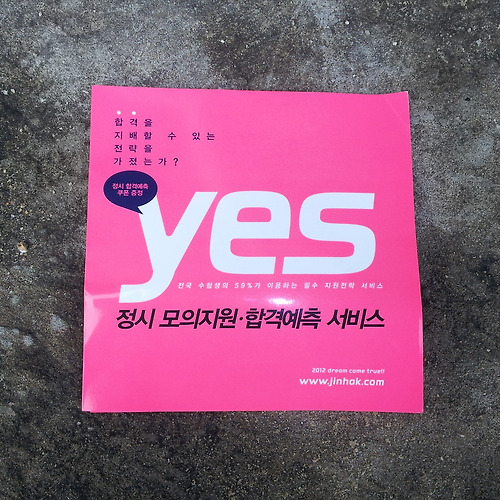 합격을
지배할 수 있는
전략을
가졌는가?
정시 합격예측
쿠폰 증정
yes
전국 수험생의 59%가 이용하는 필수 지원전략 서비스
정시 모의지원·합격예측 서비스
2012 dream come true!!
www.jinhak.com